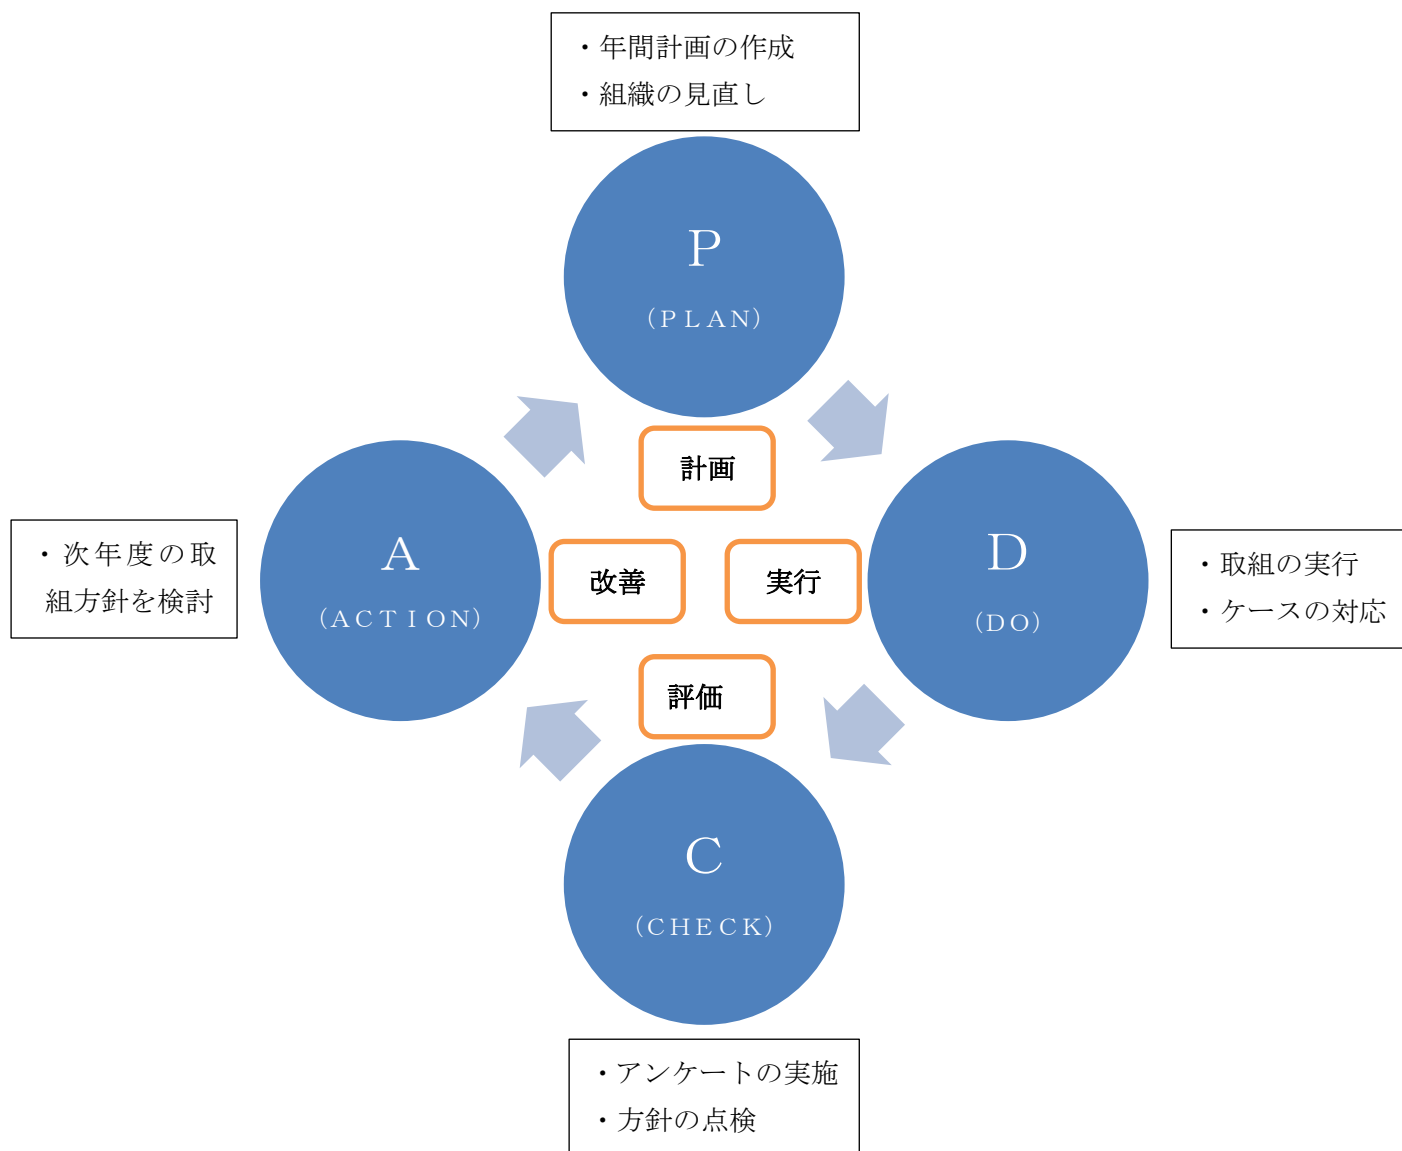 ・年間計画の作成
・組織の見直し
P
（PLAN）
計画
・次年度の取
組方針を検討
A
（ACTION）
改善
実行
D
（DO）
・取組の実行
・ケースの対応
評価
C
（CHECK）
・アンケートの実施
・方針の点検